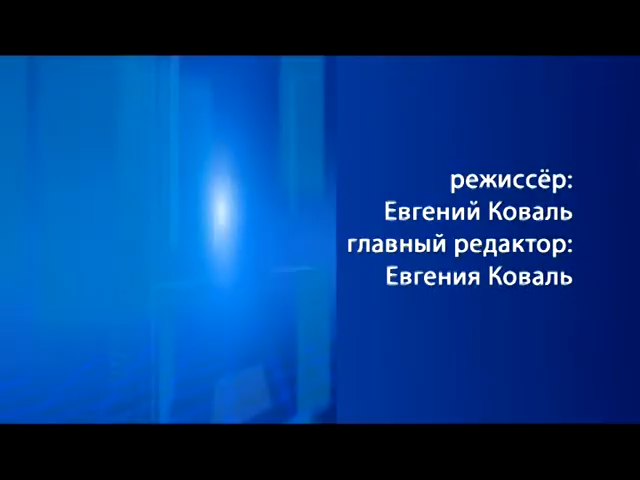 режиссёр:
Евгений Коваль
главный редактор:
Евгения Коваль